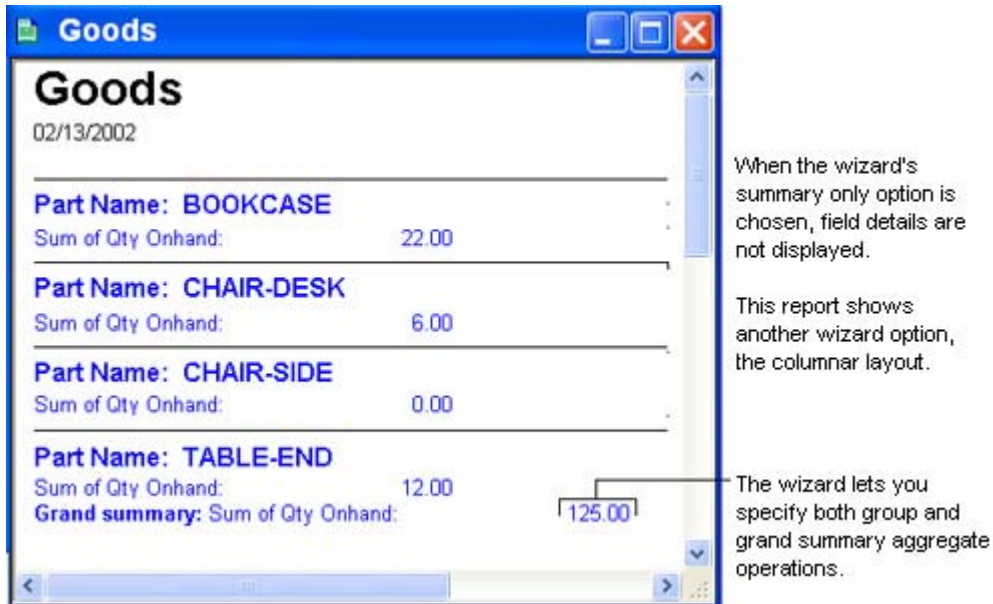 Goods
Goods
02/13/2002
Part Name: BOOKCASE
Sum of Qty Onhand: 22.00
Part Name: CHAIR-DESK
Sum of Qty Onhand: 6.00
Part Name: CHAIR-SIDE
Sum of Qty Onhand: 0.00
Part Name: TABLE-END
Sum of Qty Onhand: 12.00
Grand summary: Sum of Qty Onhand: 125.00
When the wizard's
summary only option is
chosen, field details are
not displayed.
This report shows
another wizard option,
the columnar layout.
The wizard lets you
specify both group and
grand summary aggregate
operations.